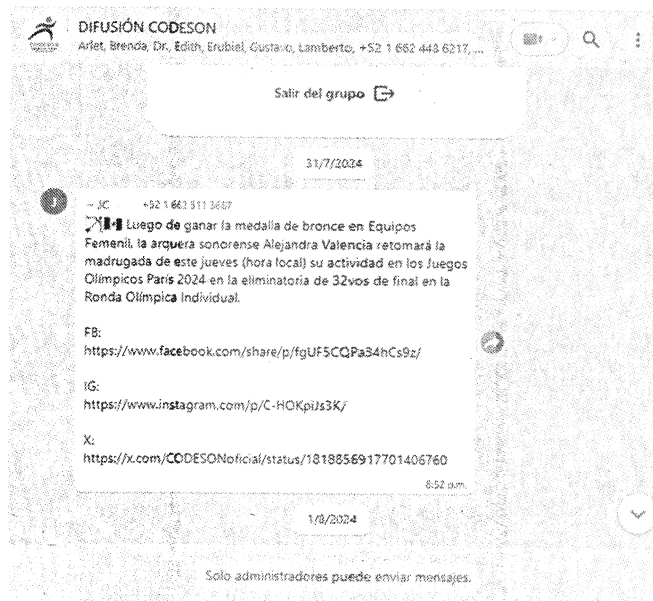 DIFUSIÓN CODESON
Arlet, Brenda, Dr., Edith, Erubiel, Gustavo, Lamberto, +52 1 662 448 6217, ...
Salir del grupo
31/7/2024
J
~ JC +52 1 662 511 3687
Luego de ganar la medalla de bronce en Equipos
Femenil, la arquera sonorense Alejandra Valencia retomará la
madrugada de este jueves (hora local) su actividad en los Juegos
Olímpicos París 2024 en la eliminatoria de 32vos de final en la
Ronda Olímpica Individual.
FB:
https://www.facebook.com/share/p/fgUF5CQPa34hCs9z/
IG:
https://www.instagram.com/p/C-HOKpiJs3K/
X:
https://x.com/CODESONoficial/status/1818856917701406760
8:52 p.m.
1/8/2024
Solo administradores puede enviar mensajes.